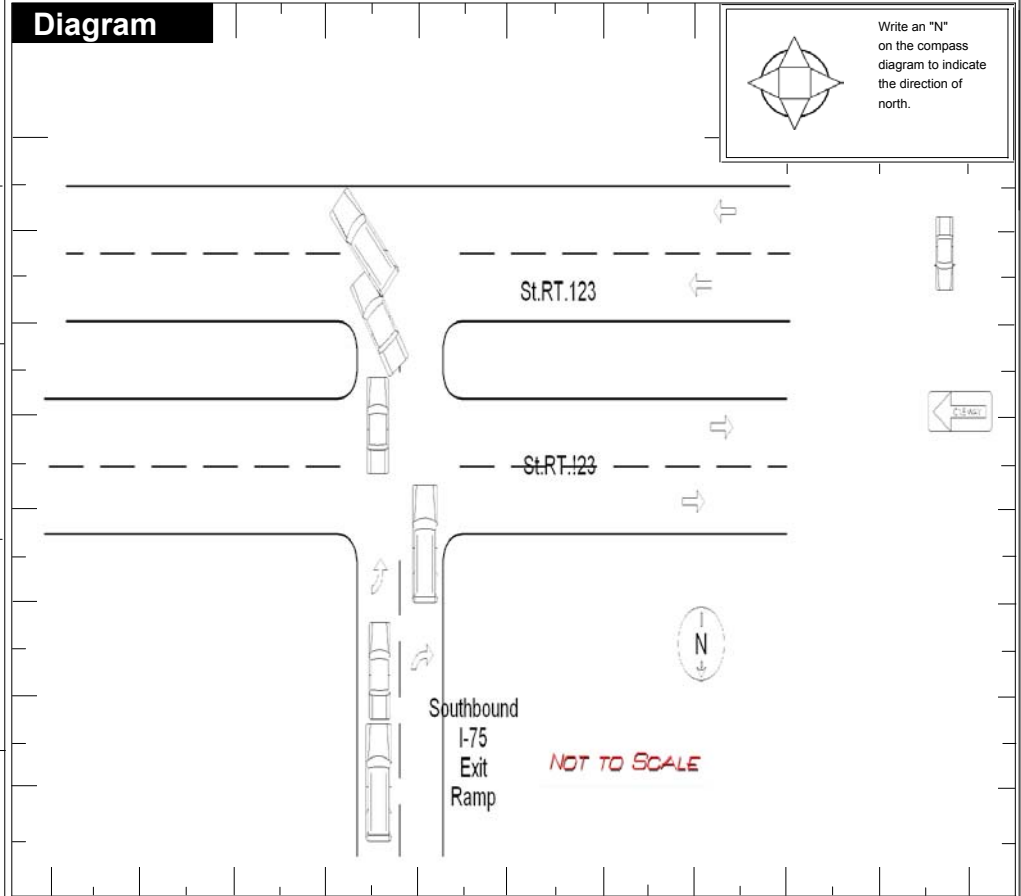 Diagram
Write an "N"
on the compass
diagram to indicate
the direction of
north.
St.RT.123
St.RT.!23
N
Southbound
I-75
Exit
Ramp
NOT TO SCALE